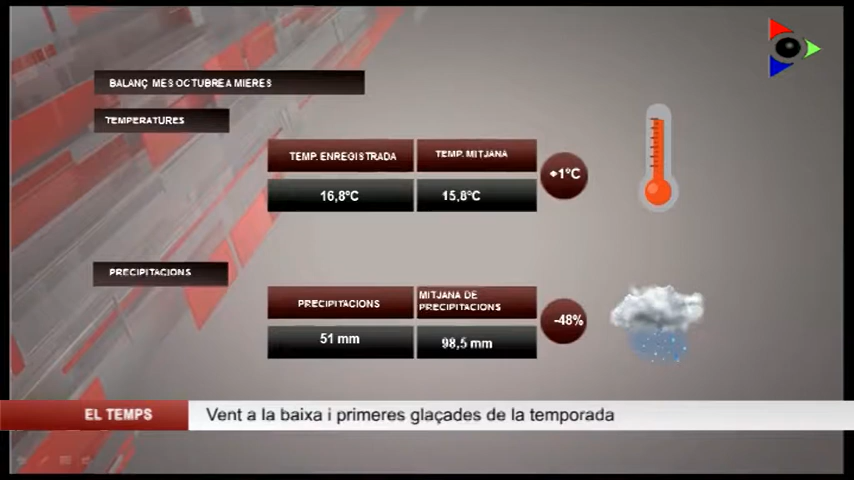 BALANÇ MES OCTUBRE A MIERES
TEMPERATURES
TEMP. ENREGISTRADA
TEMP. MITJANA
+1ºC
16,8ºC
15,8ºC
PRECIPITACIONS
PRECIPITACIONS
MITJANA DE
PRECIPITACIONS
-48%
51 mm
98,5 mm
EL TEMPS
Vent a la baixa i primeres glaçades de la temporada